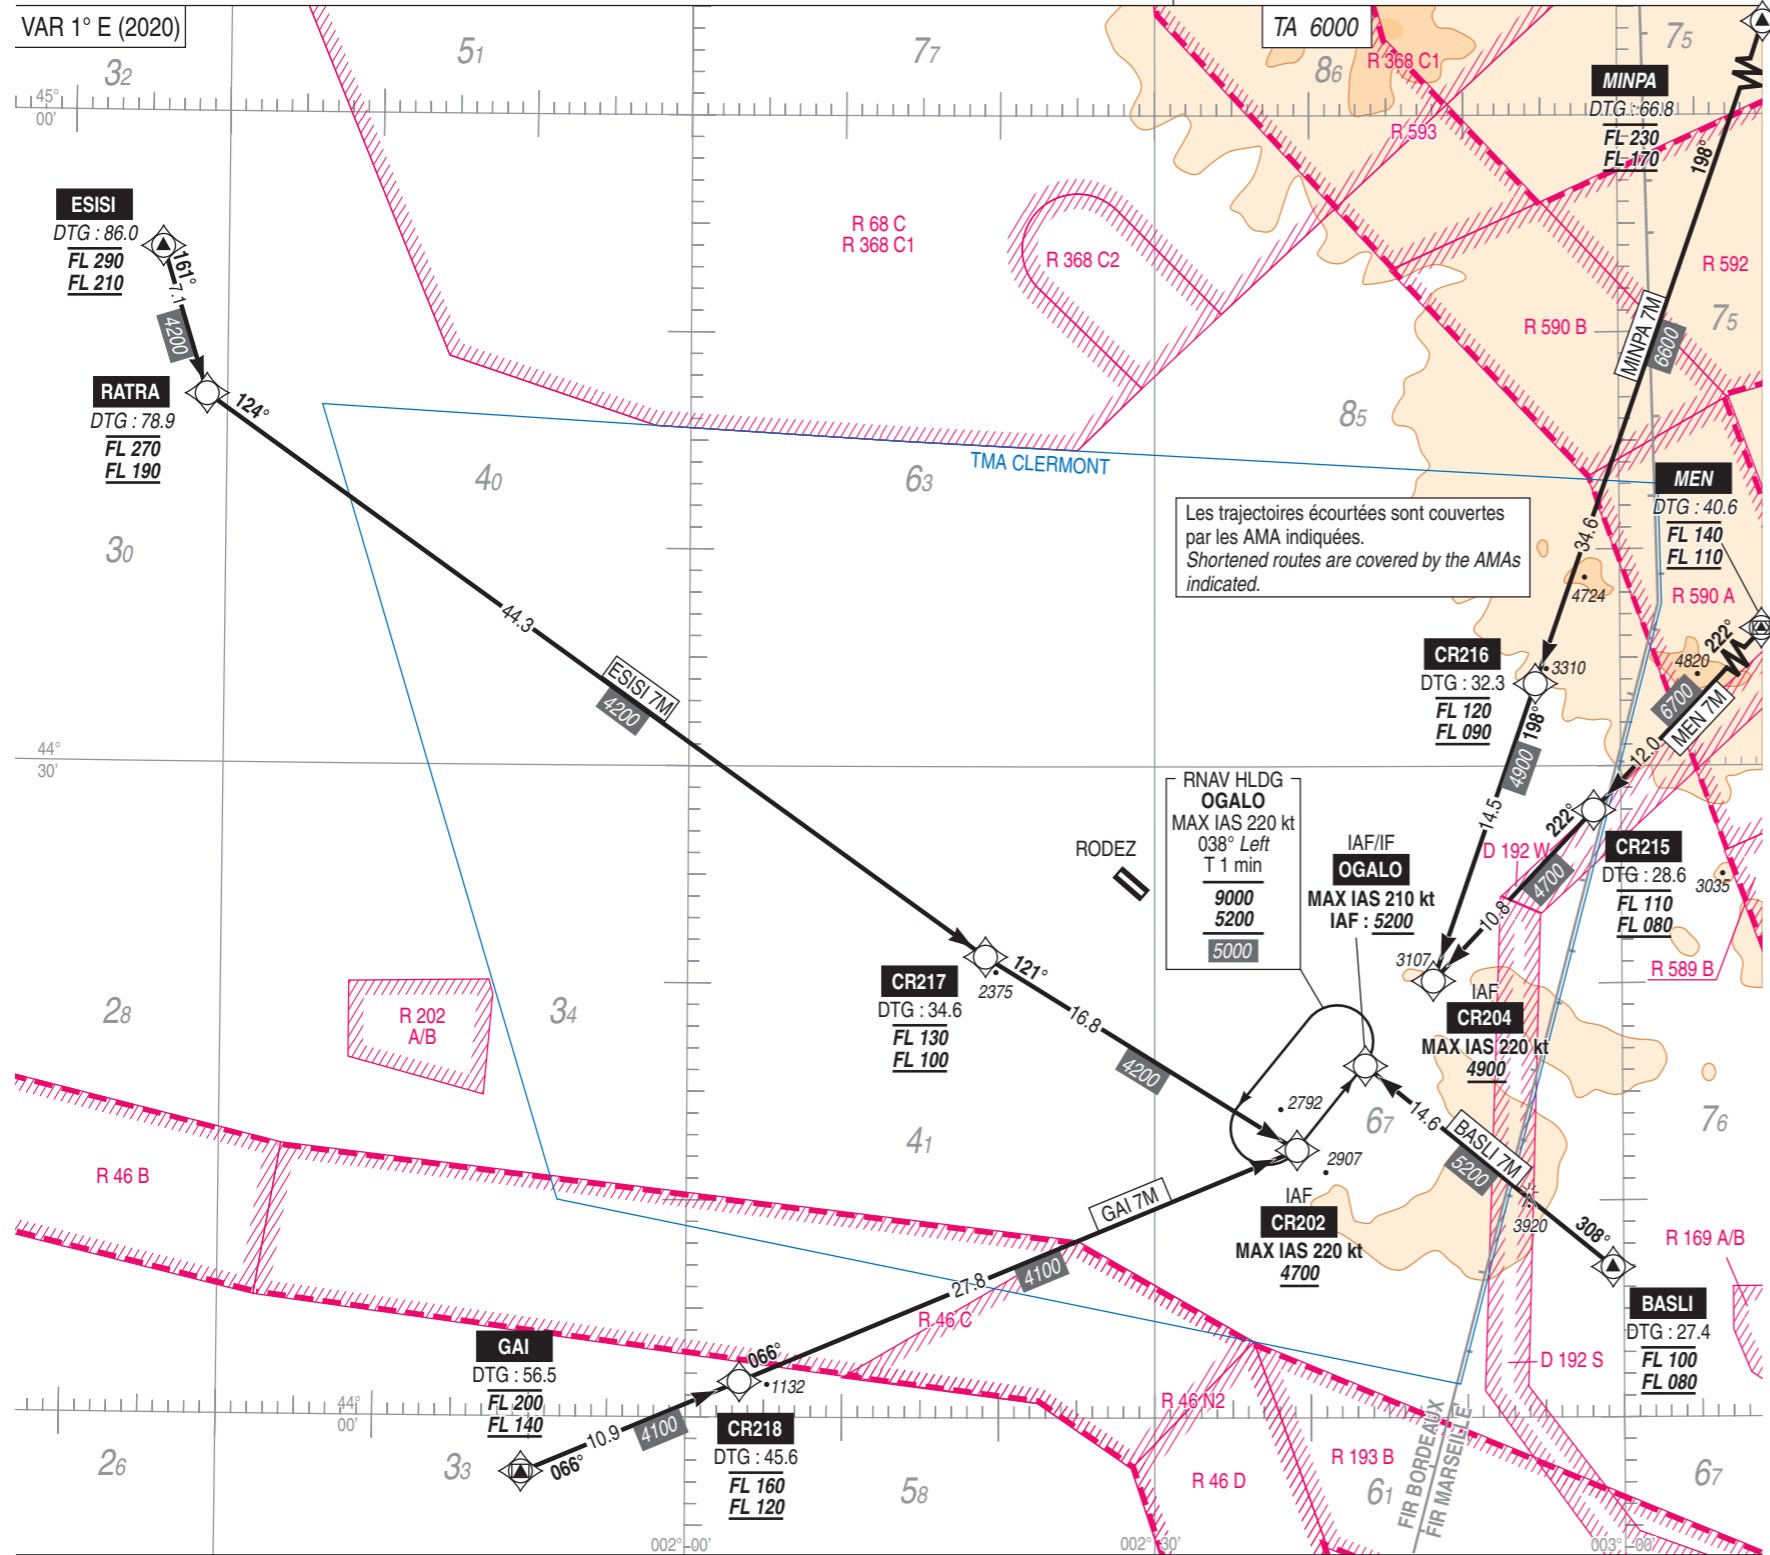 VAR 1° E (2020)
TA 6000
32
51
77
86
75
R 368 C1
45°
00'
R 593
MINPA
DTG : 66.8
FL 230
FL 170
198°
ESISI
DTG : 86.0
FL 290
FL 210
161°
7.1
4200
R 68 C
R 368 C1
R 368 C2
R 592
R 590 B
MINPA 7M
6600
75
RATRA
DTG : 78.9
FL 270
FL 190
124°
85
TMA CLERMONT
40
63
30
MEN
DTG : 40.6
FL 140
FL 110
Les trajectoires écourtées sont couvertes
par les AMA indiquées.
Shortened routes are covered by the AMAs
indicated.
34.6
4724
R 590 A
44.3
222°
4820
CR216
DTG : 32.3
FL 120
FL 090
3310
198°
ESISI 7M
4200
6700
MEN 7M
12.0
44°
30'
4900
14.5
RNAV HLDG
OGALO
MAX IAS 220 kt
038° Left
T 1 min
9000
5200
5000
RODEZ
IAF/IF
OGALO
MAX IAS 210 kt
IAF : 5200
222°
D 192 W
4700
10.8
CR215
DTG : 28.6
FL 110
FL 080
3035
R 589 B
121°
2375
CR217
DTG : 34.6
FL 130
FL 100
3107
IAF
CR204
MAX IAS 220 kt
4900
28
R 202
A/B
34
16.8
4200
2792
67
14.6
BASLI 7M
5200
76
41
R 46 B
2907
GAI 7M
IAF
CR202
MAX IAS 220 kt
4700
3920
308°
R 169 A/B
27.8
4100
R 46 C
BASLI
DTG : 27.4
FL 100
FL 080
GAI
DTG : 56.5
FL 200
FL 140
066°
1132
D 192 S
44°
00'
R 46 N2
10.9
4100
066°
CR218
DTG : 45.6
FL 160
FL 120
26
33
58
R 46 D
R 193 B
61
FIR BORDEAUX
FIR MARSEILLE
67
002° 00'
002° 30'
003° 00'